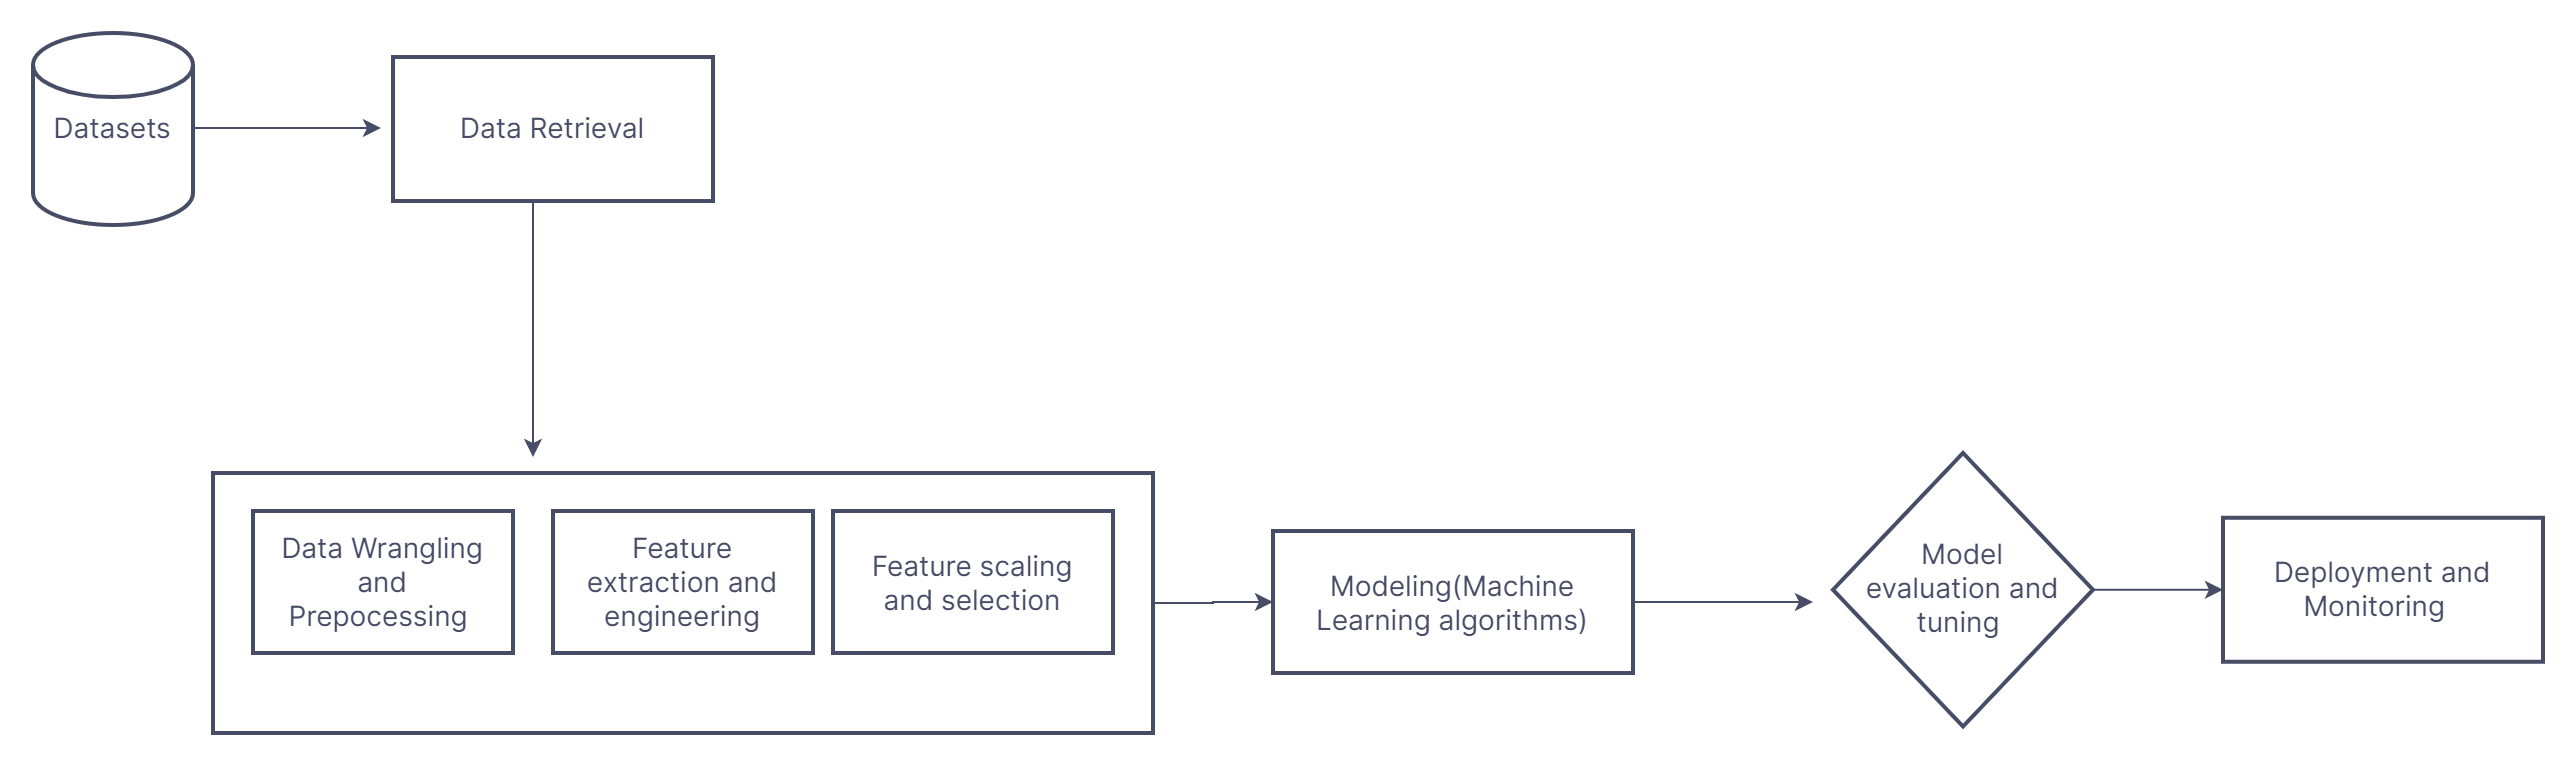 Datasets
Data Retrieval
Data Wrangling
and
Prepocessing
Feature
extraction and
engineering
Feature scaling
and selection
Modeling(Machine
Learning algorithms)
Model
evaluation and
tuning
Deployment and
Monitoring